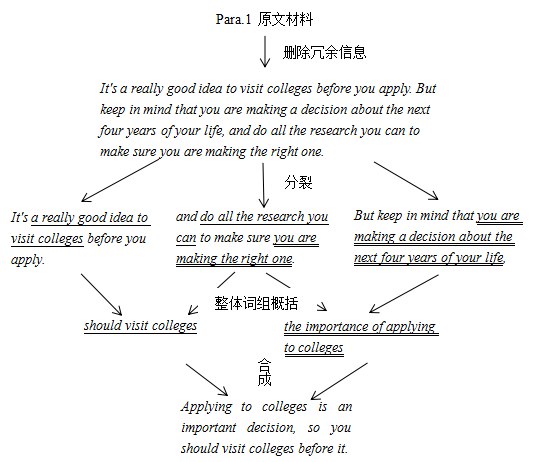 Para.1 原文材料
删除冗余信息
It's a really good idea to visit colleges before you apply. But
keep in mind that you are making a decision about the next
four years of your life, and do all the research you can to
make sure you are making the right one.
分裂
It's a really good idea to
visit colleges before you
apply.
and do all the research you
can to make sure you are
making the right one.
But keep in mind that you are
making a decision about the
next four years of your life,
整体词组概括
should visit colleges
the importance of applying
to colleges
合
成
Applying to colleges is an
important decision, so you
should visit colleges before it.